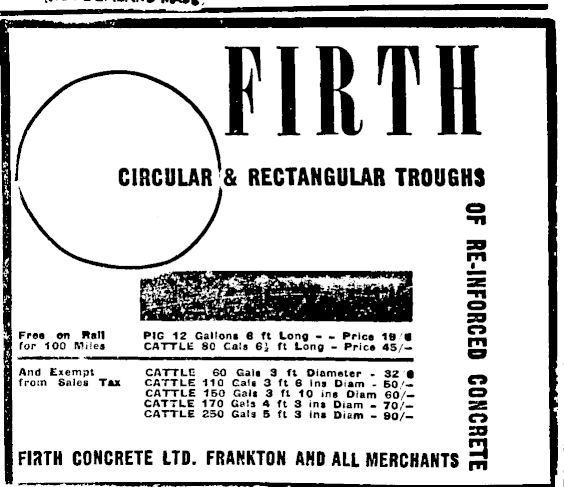 FIRTH
CIRCULAR & RECTANGULAR TROUGHS
OF RE-INFORCED CONCRETE
Free on Rail
for 100 Miles
PIG 12 Gallons 6 ft Long - - Price 19/6
CATTLE 80 Gals 6½ ft Long - Price 45/-
And Exempt
from Sales Tax
CATTLE 60 Gals 3 ft Diameter - 32/6
CATTLE 110 Gals 3 ft 6 ins Diam - 50/-
CATTLE 150 Gals 3 ft 10 ins Diam 60/-
CATTLE 170 Gals 4 ft 3 ins Diam - 70/-
CATTLE 250 Gals 5 ft 3 ins Diam - 90/-
FIRTH CONCRETE LTD. FRANKTON AND ALL MERCHANTS